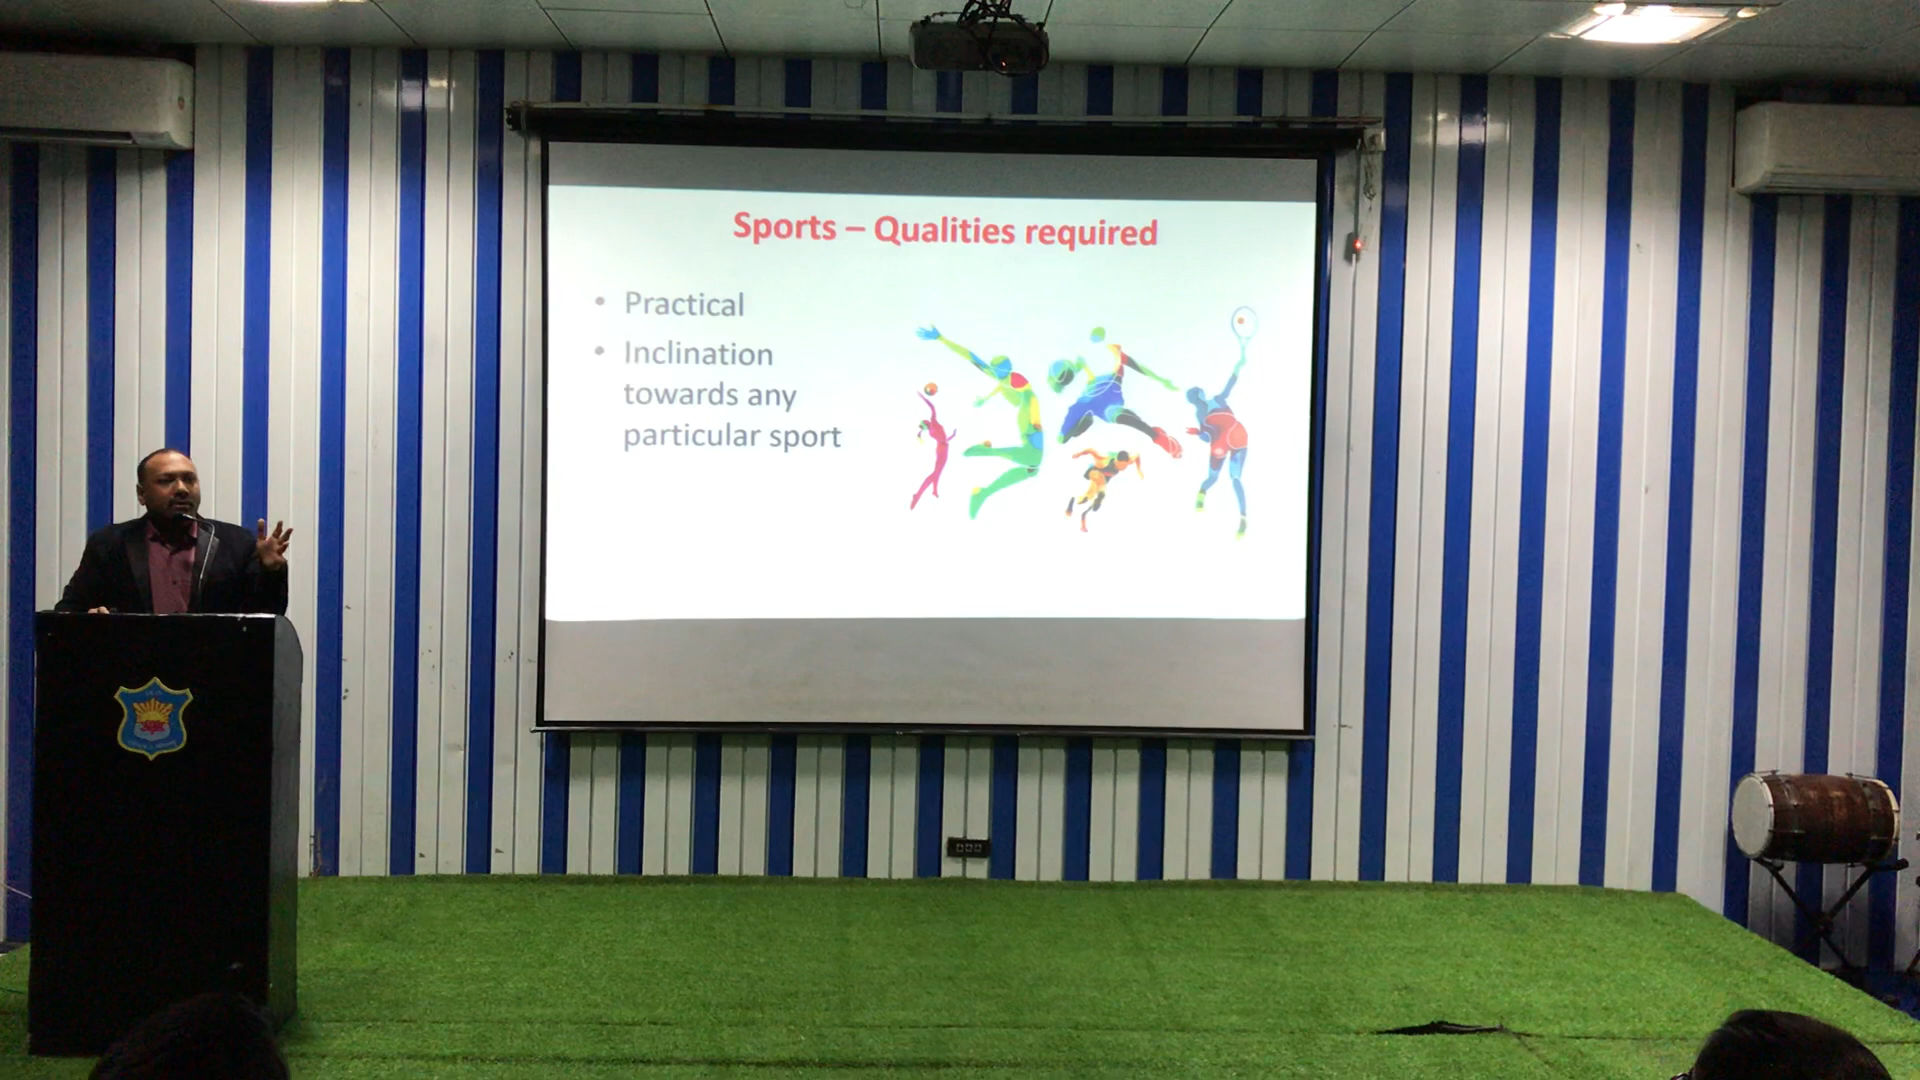 Sports – Qualities required
• Practical
• Inclination
towards any
particular sport